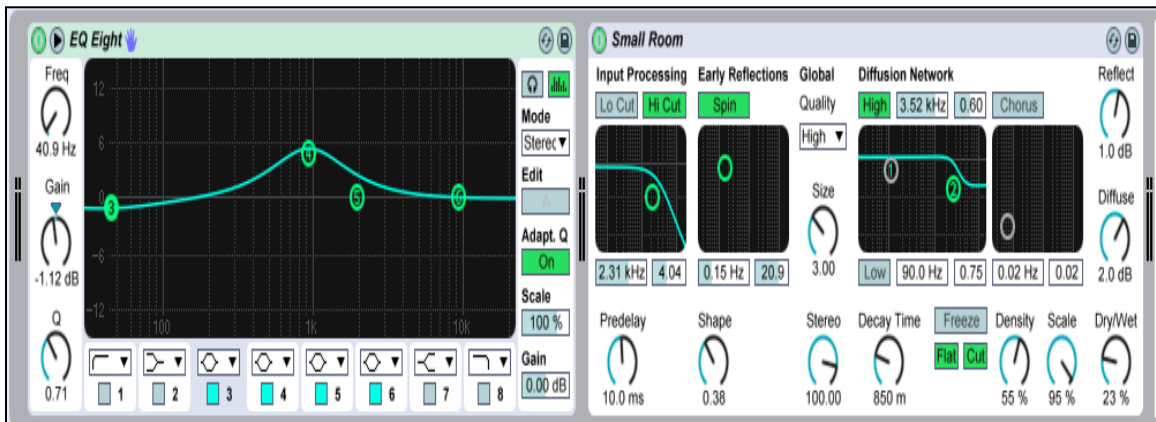 EQ Eight
Freq
40.9 Hz
Gain
-1.12 dB
Q
0.71
12
6
0
-6
-12
100
1k
10k
3
4
5
6
1
2
3
4
5
6
7
8
Mode
Stereo
Edit
A
Adapt. Q
On
Scale
100 %
Gain
0.00 dB
Small Room
Input Processing
Lo Cut
Hi Cut
2.31 kHz
4.04
Predelay
10.0 ms
Early Reflections
Spin
0.15 Hz
20.9
Shape
0.38
Global
Quality
High
Size
3.00
Stereo
100.00
Diffusion Network
High
3.52 kHz
0.60
Chorus
1
2
Low
90.0 Hz
0.75
0.02 Hz
0.02
Decay Time
850 m
Freeze
Flat
Cut
Density
55 %
Scale
95 %
Reflect
1.0 dB
Diffuse
2.0 dB
Dry/Wet
23 %